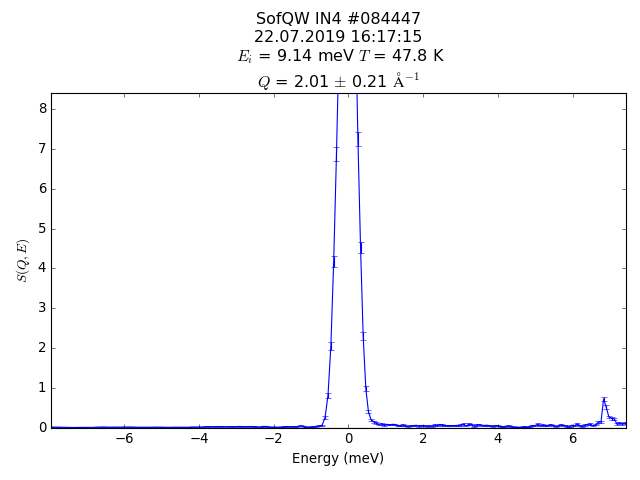 SofQW IN4 #084447
22.07.2019 16:17:15
E_i = 9.14 meV T = 47.8 K
Q = 2.01 ± 0.21 Å⁻¹
8
7
6
5
4
3
2
1
0
S(Q, E)
−6 −4 −2 0 2 4 6
Energy (meV)